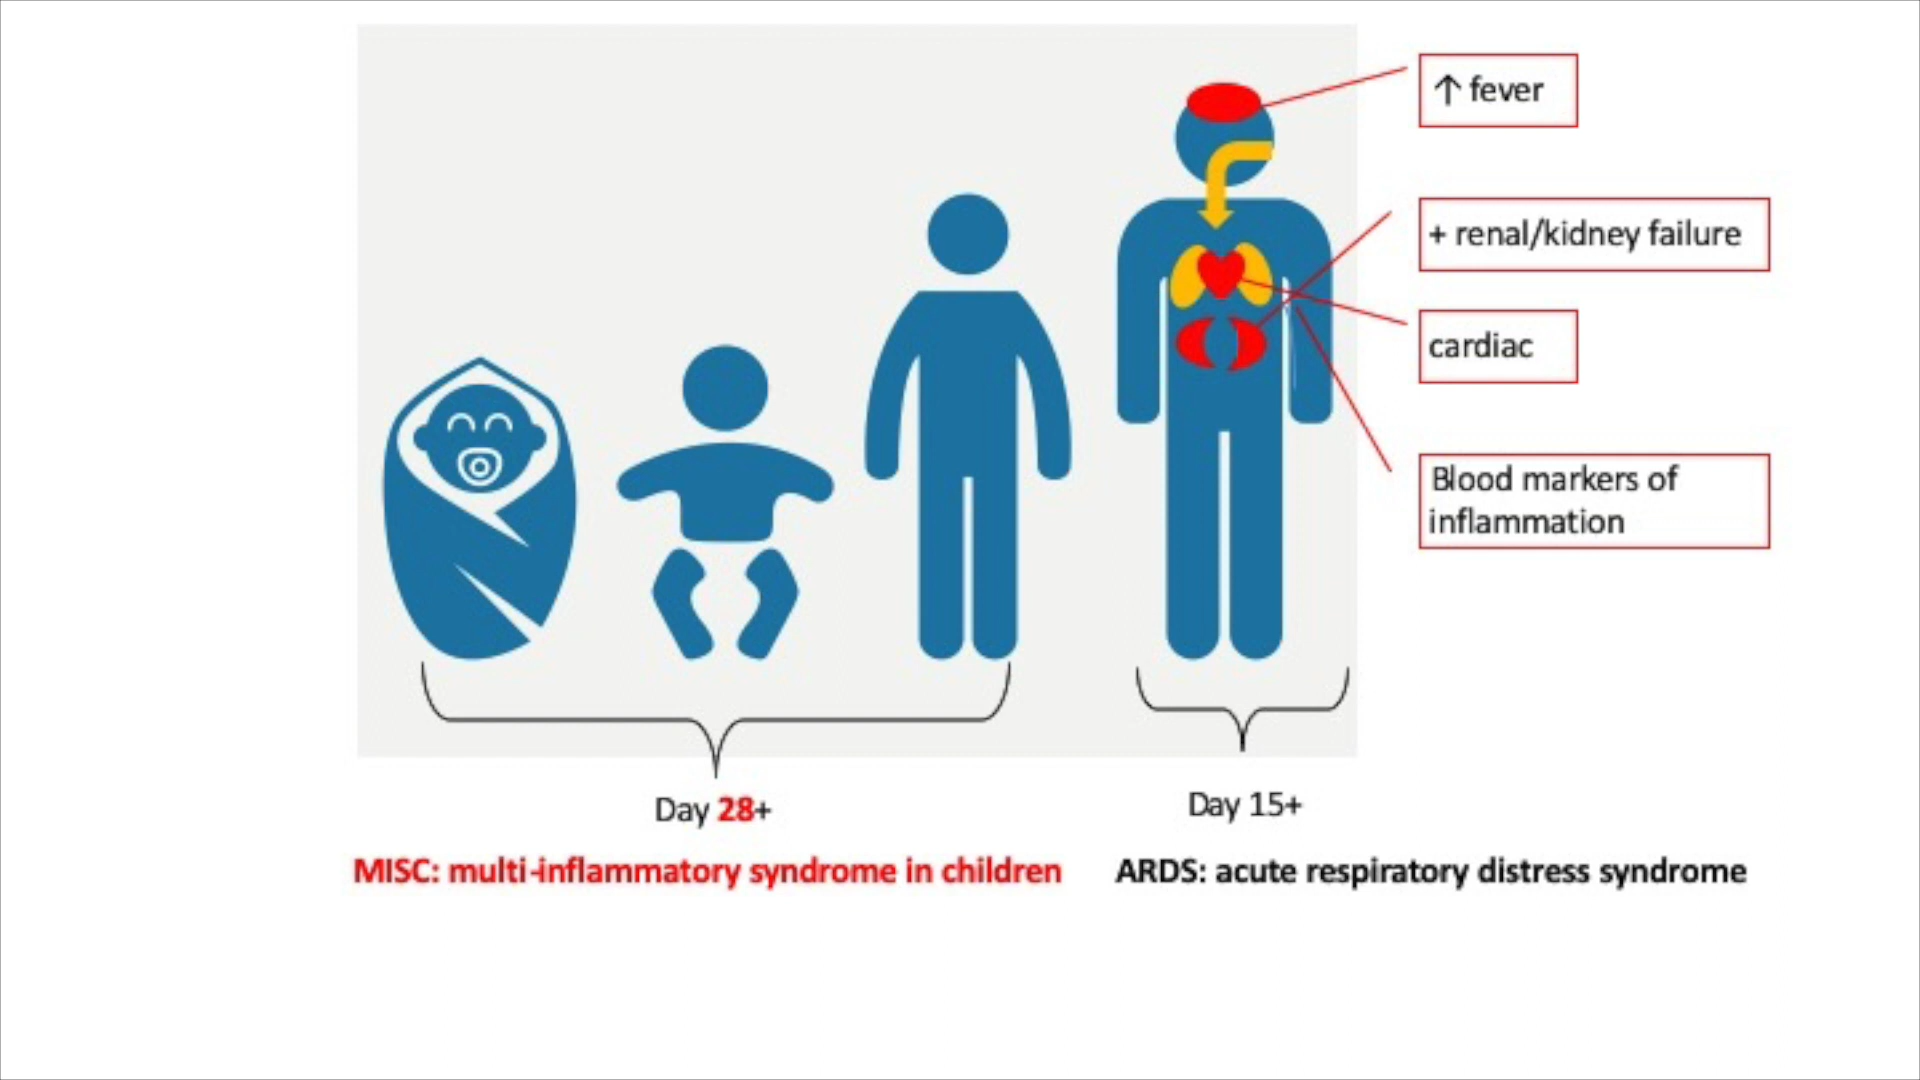 ↑ fever
+ renal/kidney failure
cardiac
Blood markers of
inflammation
Day 28+
Day 15+
MISC: multi-inflammatory syndrome in children
ARDS: acute respiratory distress syndrome